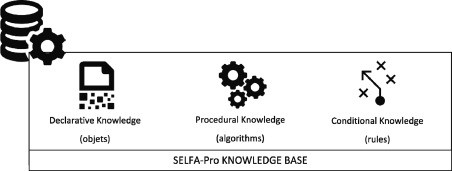 Declarative Knowledge
(objets)
Procedural Knowledge
(algorithms)
Conditional Knowledge
(rules)
SELFA-Pro KNOWLEDGE BASE